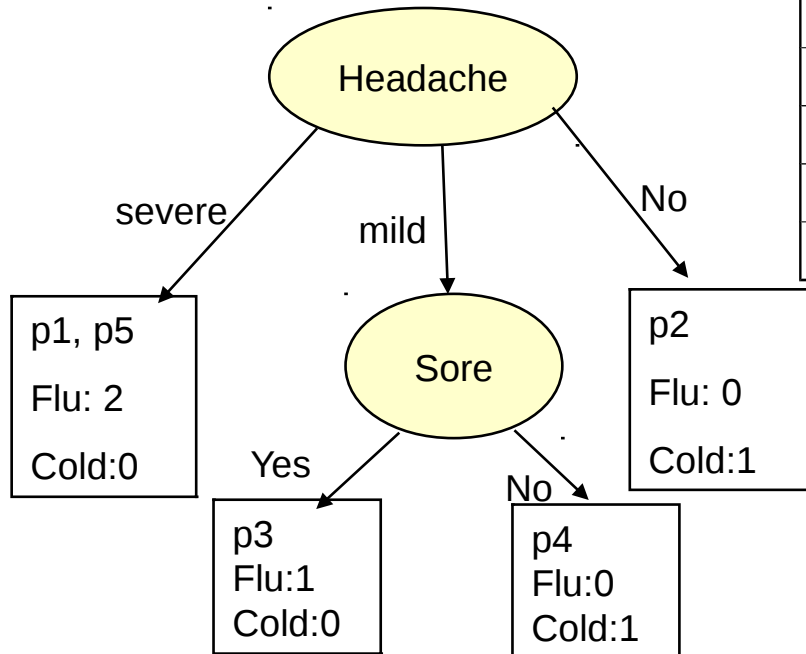 Headache
severe
mild
No
p1, p5
Flu: 2
Cold:0
Sore
p2
Flu: 0
Cold:1
Yes
No
p3
Flu:1
Cold:0
p4
Flu:0
Cold:1